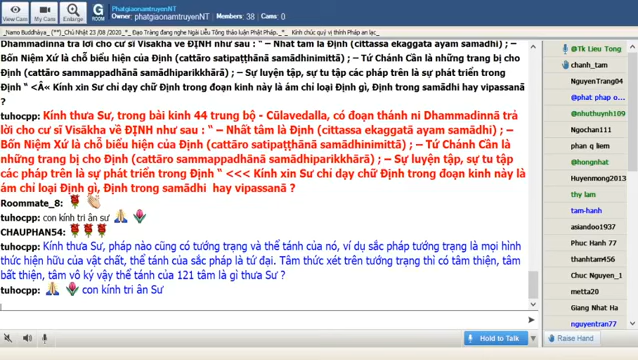 Room: phatgiaonamtruyenNT
Owner: phatgiaonamtruyenNT  Members: 38  Cams: 0
View Cam
My Cam
Enlarge
ROOM
_Namo Buddhāya_ (Chủ Nhật 23 /8 _2020_* _Đạo Tràng đang nghe Ngài Liễu Tông thảo luận Phật Pháp. _G_ _Kính chúc quý vị thính Pháp an lạc_
Dhammadinnā trả lời cho cư sĩ Visākha về ĐỊNH như sau : “ – Nhất tâm là Định (cittassa ekaggatā ayam samādhi) ; –
Bốn Niệm Xứ là chỗ biểu hiện của Định (cattāro satipaṭṭhānā samādhinimittā) ; – Tứ Chánh Cần là những trang bị cho
Định (cattāro sammappadhānā samādhiparikkhārā) ; – Sự luyện tập, sự tu tập các pháp trên là sự phát triển trong
Định “ <Â« Kính xin Sư chỉ dạy chữ Định trong đoạn kinh này là ám chỉ loại Định gì, Định trong samādhi hay vipassanā
?
tuhocpp: Kính thưa Sư, trong bài kinh 44 trung bộ - Cūlavedalla, có đoạn thánh ni Dhammadinnā trả
lời cho cư sĩ Visākha về ĐỊNH như sau : “ – Nhất tâm là Định (cittassa ekaggatā ayam samādhi) ; –
Bốn Niệm Xứ là chỗ biểu hiện của Định (cattāro satipaṭṭhānā samādhinimittā) ; – Tứ Chánh Cần là
những trang bị cho Định (cattāro sammappadhānā samādhiparikkhārā) ; – Sự luyện tập, sự tu tập
các pháp trên là sự phát triển trong Định “ <<< Kính xin Sư chỉ dạy chữ Định trong đoạn kinh này là
ám chỉ loại Định gì, Định trong samādhi hay vipassanā ?
Roommate_8:
tuhocpp: con kính tri ân sư
CHAUPHAN54:
tuhocpp: Kính thưa Sư, pháp nào cũng có tướng trạng và thể tánh của nó, ví dụ sắc pháp tướng trạng là mọi hình
thức hiện hữu của vật chất, thể tánh của sắc pháp là tứ đại. Tâm thức xét trên tướng trạng thì có tâm thiện, tâm
bất thiện, tâm vô ký vậy thể tánh của 121 tâm là gì thưa Sư ?
tuhocpp: con kính tri ân Sư
Hold to Talk
@Tk Lieu Tong
chanh_tam
NguyenTrang04
@phat phap o...
@nhuthuynh109
Ngochan111
phan q kiem
@hongnhat
Huyenmong2013
thy lam
tam-hanh
asiandoo1937
Phuc Hanh 77
thanhtam456
Chuc Nguyen_1
metta20
Giang Nhat Ha
nguyentran77
Raise Hand